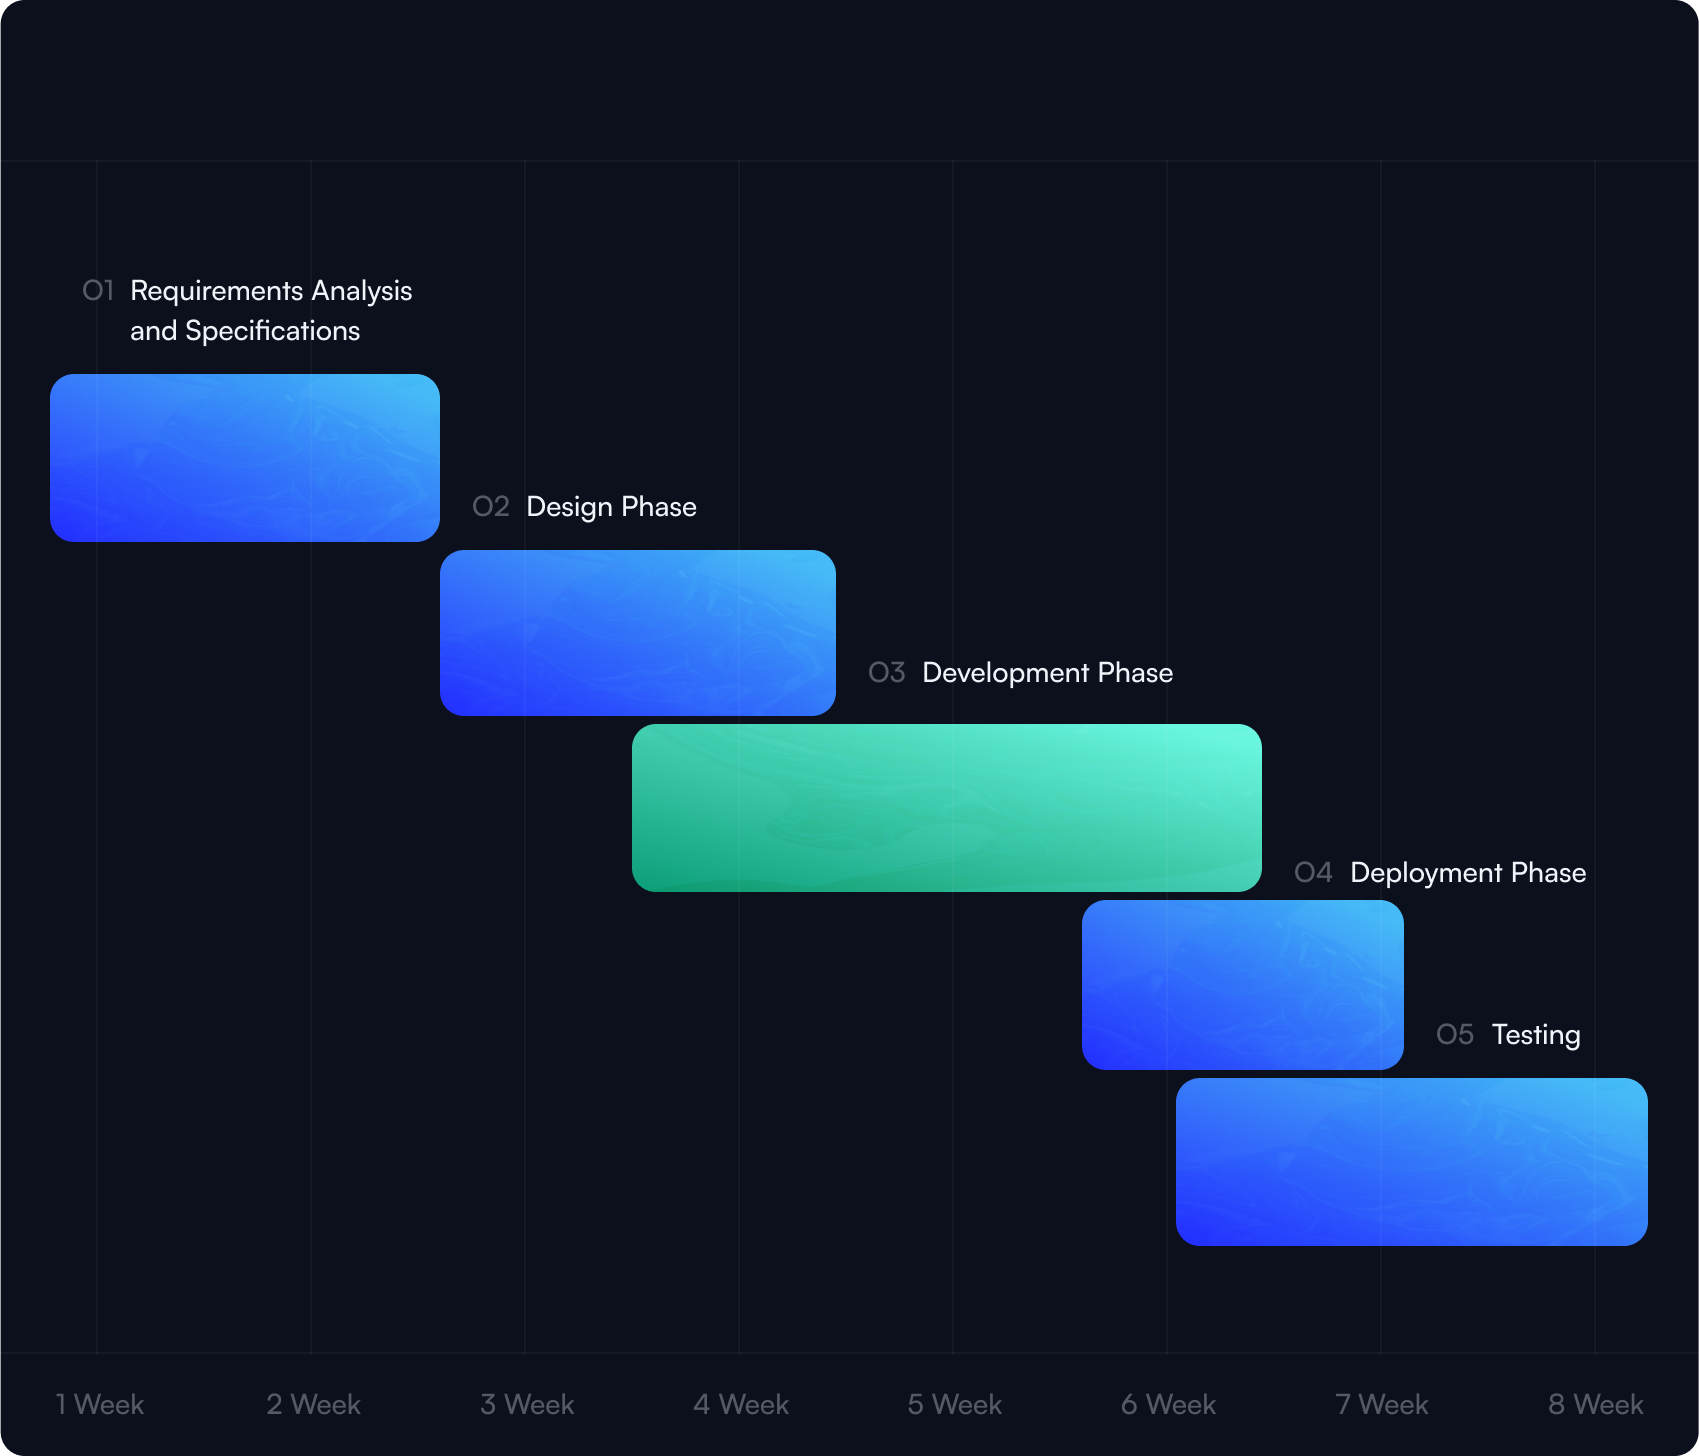 01 Requirements Analysis
and Specifications
02 Design Phase
03 Development Phase
04 Deployment Phase
05 Testing
1 Week 2 Week 3 Week 4 Week 5 Week 6 Week 7 Week 8 Week